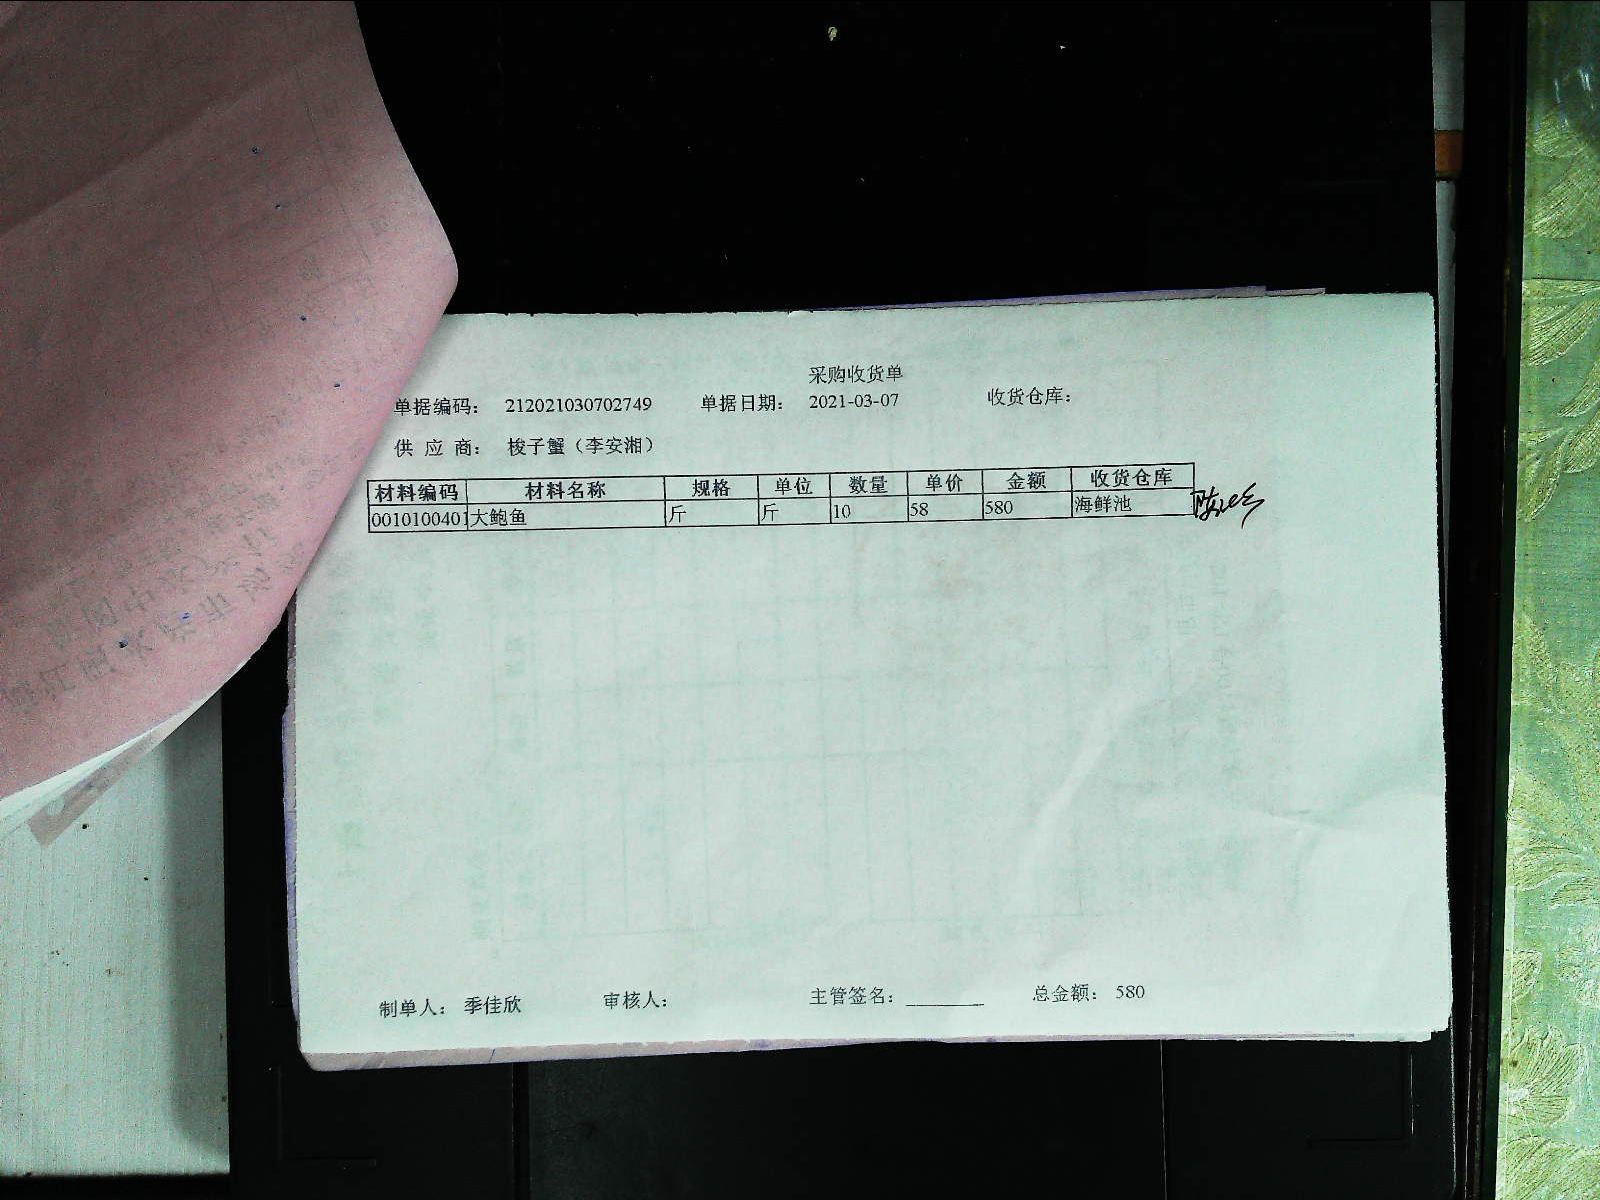 采购收货单
单据编码： 212021030702749 单据日期： 2021-03-07 收货仓库：
供 应 商： 梭子蟹（李安湘）
材料编码 材料名称 规格 单位 数量 单价 金额 收货仓库
0010100401 大鲍鱼 斤 斤 10 58 580 海鲜池
制单人： 季佳欣 审核人： 主管签名： ________ 总金额： 580